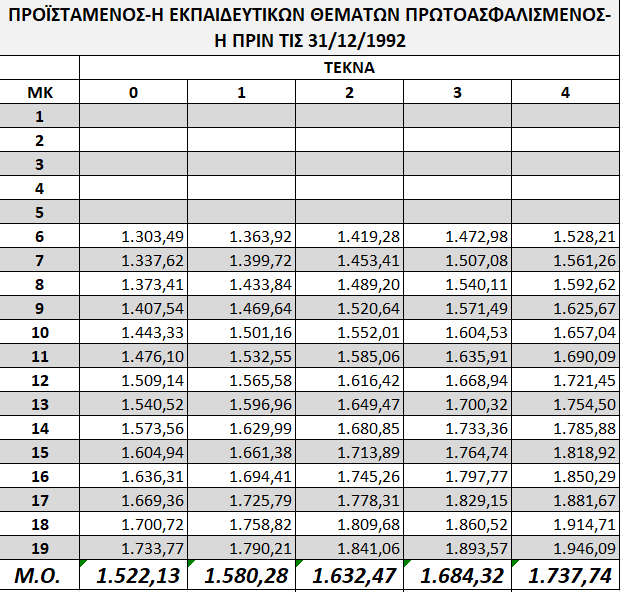 ΠΡΟΪΣΤΑΜΕΝΟΣ-Η ΕΚΠΑΙΔΕΥΤΙΚΩΝ ΘΕΜΑΤΩΝ ΠΡΩΤΟΑΣΦΑΛΙΣΜΕΝΟΣ-
Η ΠΡΙΝ ΤΙΣ 31/12/1992
ΤΕΚΝΑ
ΜΚ 0 1 2 3 4
1
2
3
4
5
6 1.303,49 1.363,92 1.419,28 1.472,98 1.528,21
7 1.337,62 1.399,72 1.453,41 1.507,08 1.561,26
8 1.373,41 1.433,84 1.489,20 1.540,11 1.592,62
9 1.407,54 1.469,64 1.520,64 1.571,49 1.625,67
10 1.443,33 1.501,16 1.552,01 1.604,53 1.657,04
11 1.476,10 1.532,55 1.585,06 1.635,91 1.690,09
12 1.509,14 1.565,58 1.616,42 1.668,94 1.721,45
13 1.540,52 1.596,96 1.649,47 1.700,32 1.754,50
14 1.573,56 1.629,99 1.680,85 1.733,36 1.785,88
15 1.604,94 1.661,38 1.713,89 1.764,74 1.818,92
16 1.636,31 1.694,41 1.745,26 1.797,77 1.850,29
17 1.669,36 1.725,79 1.778,31 1.829,15 1.881,67
18 1.700,72 1.758,82 1.809,68 1.860,52 1.914,71
19 1.733,77 1.790,21 1.841,06 1.893,57 1.946,09
Μ.Ο. 1.522,13 1.580,28 1.632,47 1.684,32 1.737,74